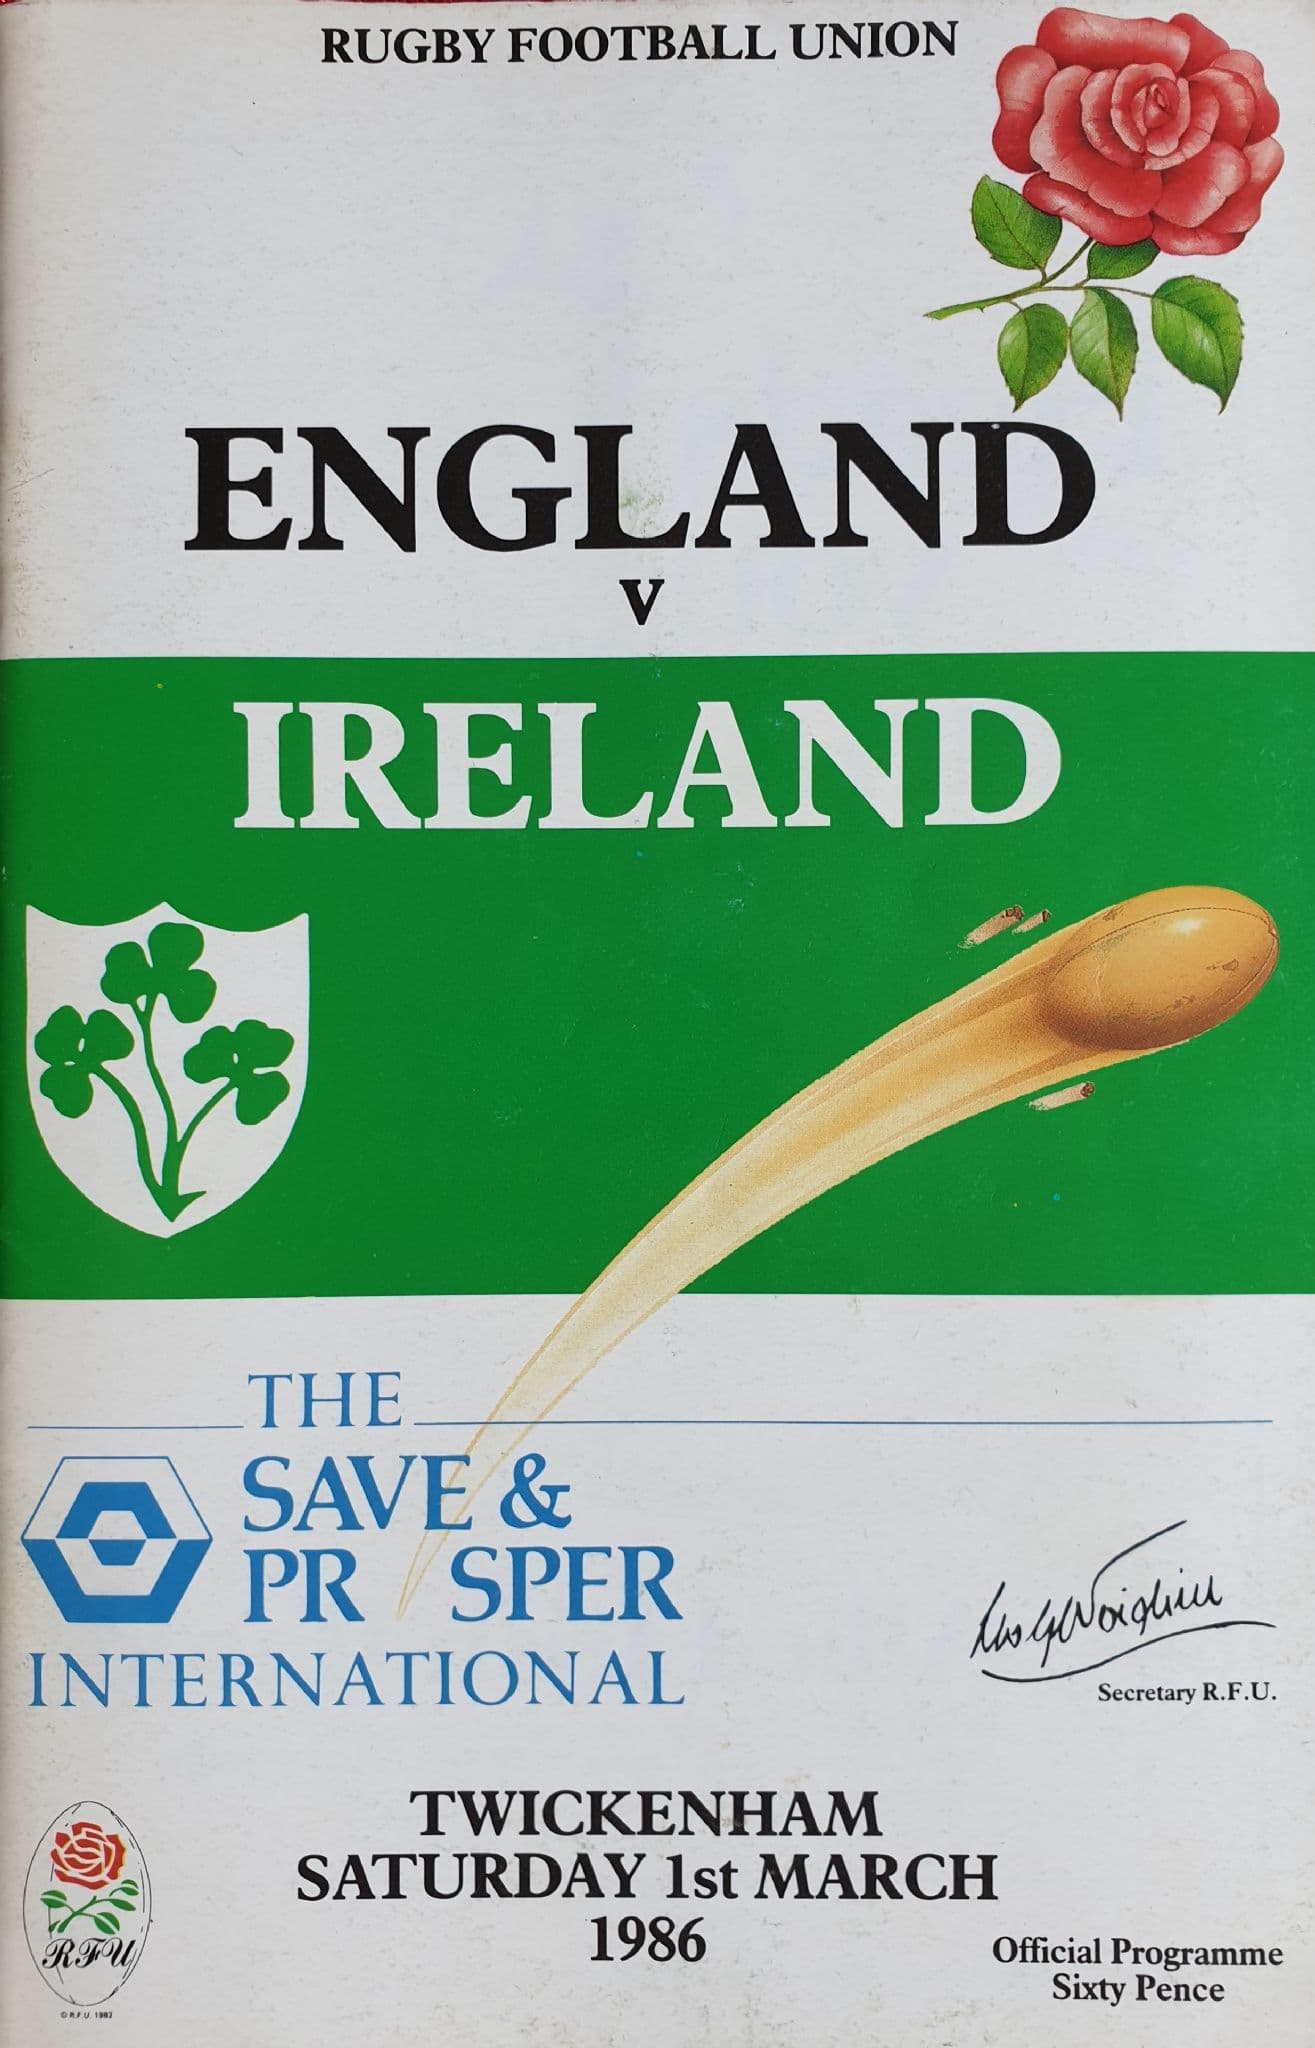 RUGBY FOOTBALL UNION
ENGLAND
v
IRELAND
THE
SAVE &
PR SPER
INTERNATIONAL
Secretary R.F.U.
TWICKENHAM
SATURDAY 1st MARCH
1986
Official Programme
Sixty Pence
RFU
© R.F.U. 1982